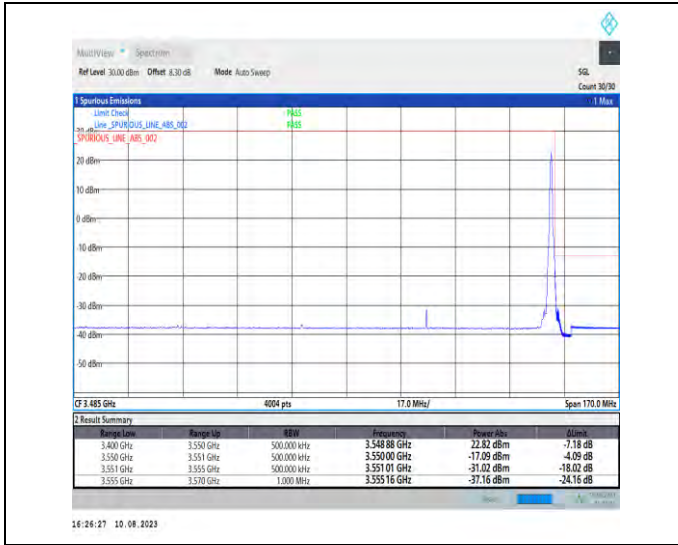 MultiView Spectrum
Ref Level 30.00 dBm Offset 8.30 dB Mode Auto Sweep SGL
Count 30/30
1 Spurious Emissions 1 Max
Limit Check PASS
Line _SPURIOUS_LINE_ABS_002 PASS
_SPURIOUS_LINE_ABS_002
20 dBm
10 dBm
0 dBm
-10 dBm
-20 dBm
-30 dBm
-40 dBm
-50 dBm
CF 3.485 GHz 4004 pts 17.0 MHz/ Span 170.0 MHz
2 Result Summary
Range Low Range Up RBW Frequency Power Abs ΔLimit
3.400 GHz 3.550 GHz 500.000 kHz 3.548 88 GHz 22.82 dBm -7.18 dB
3.550 GHz 3.551 GHz 500.000 kHz 3.550 00 GHz -17.09 dBm -4.09 dB
3.551 GHz 3.555 GHz 500.000 kHz 3.551 01 GHz -31.02 dBm -18.02 dB
3.555 GHz 3.570 GHz 1.000 MHz 3.555 16 GHz -37.16 dBm -24.16 dB
16:26:27 10.08.2023